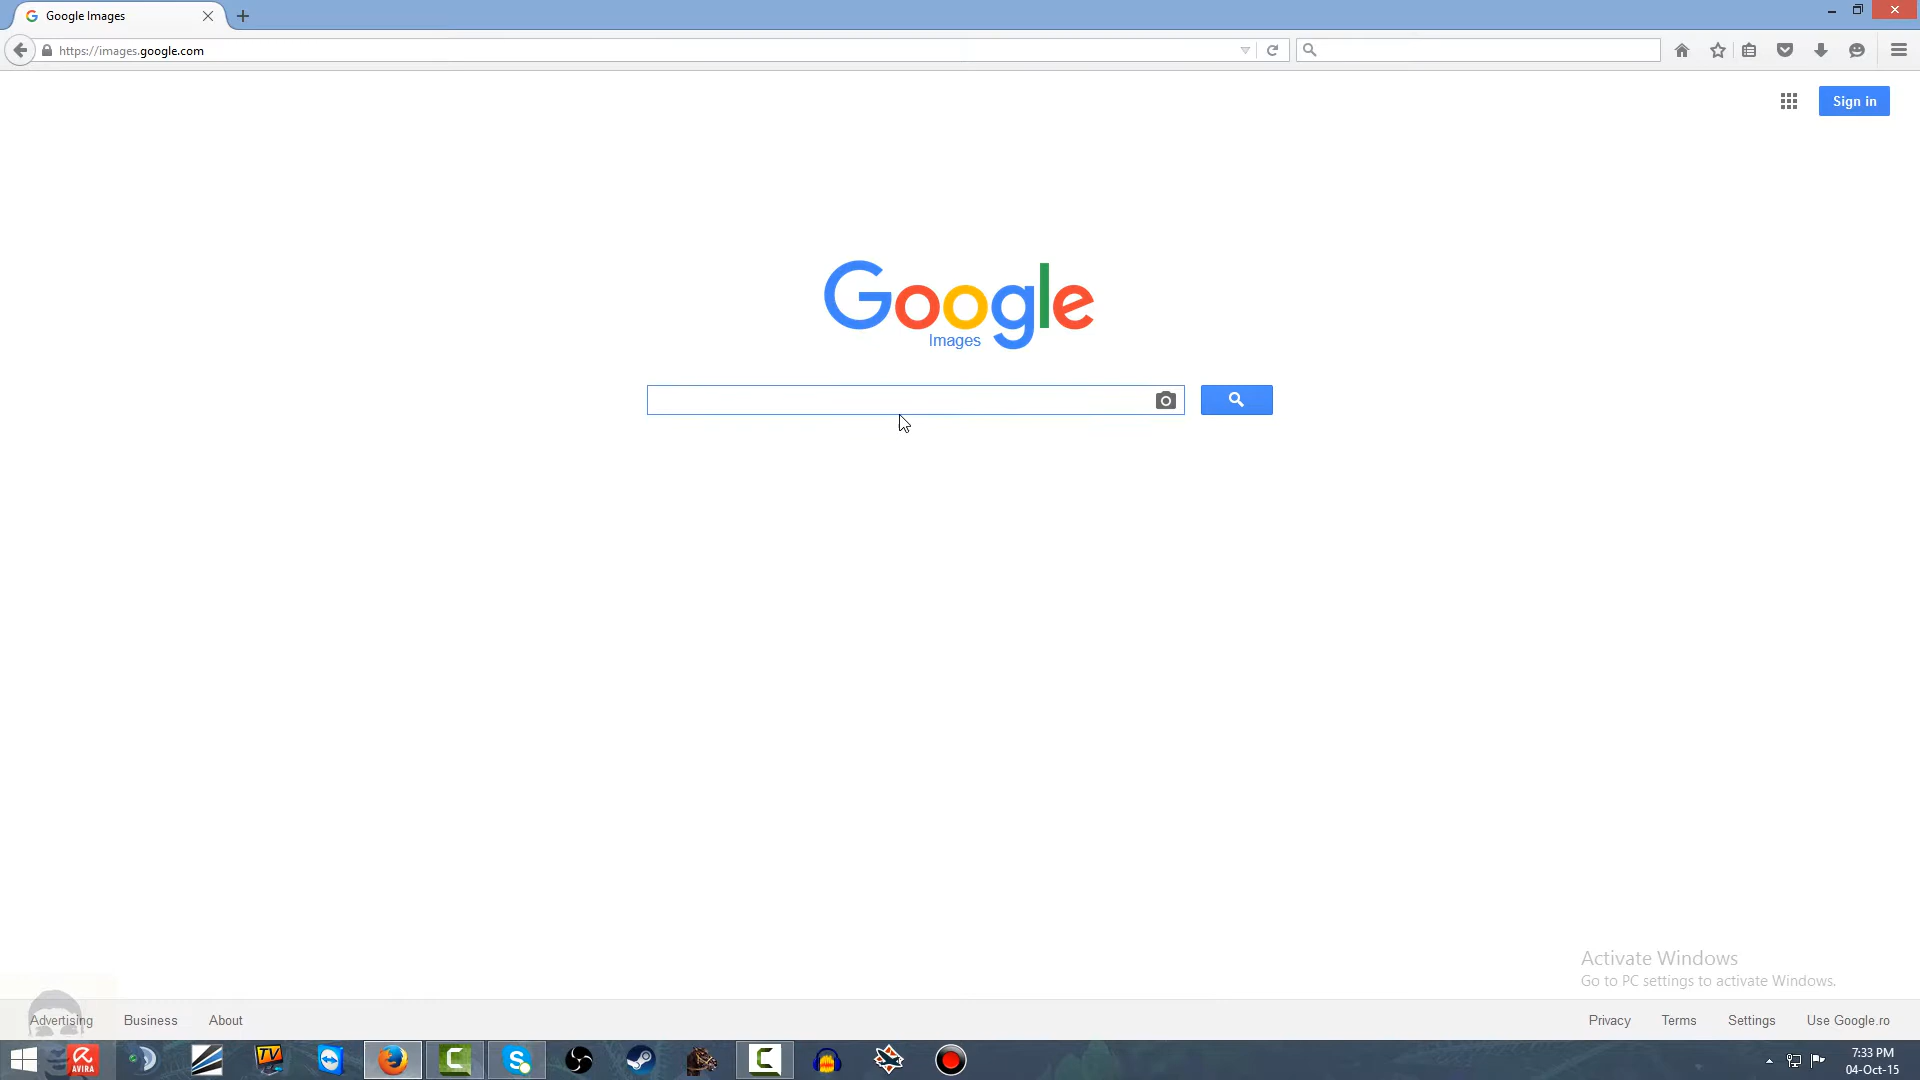 Google Images
https://images.google.com
Sign in
Google
Images
Activate Windows
Go to PC settings to activate Windows.
Advertising Business About Privacy Terms Settings Use Google.ro
AVIRA TV 7:33 PM
04-Oct-15